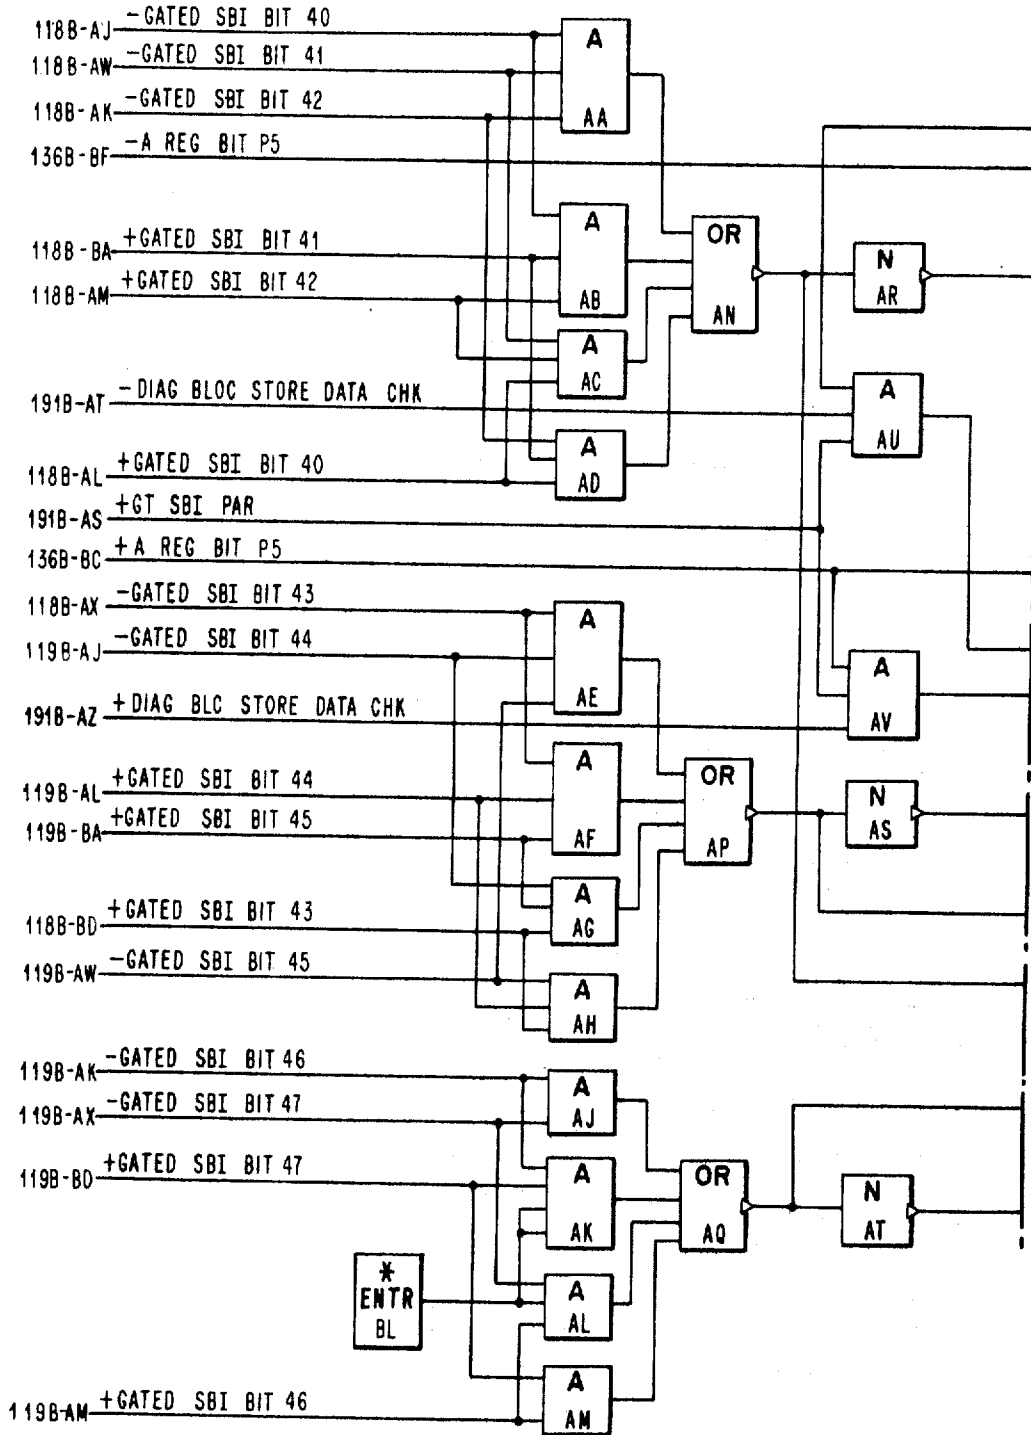 118B-AJ -GATED SBI BIT 40
118B-AW -GATED SBI BIT 41
118B-AK -GATED SBI BIT 42
136B-BF -A REG BIT P5
A
AA
118B-BA +GATED SBI BIT 41
118B-AM +GATED SBI BIT 42
A
AB
OR
AN
N
AR
A
AC
191B-AT -DIAG BLOC STORE DATA CHK
A
AU
118B-AL +GATED SBI BIT 40
A
AD
191B-AS +GT SBI PAR
136B-BC +A REG BIT P5
118B-AX -GATED SBI BIT 43
119B-AJ -GATED SBI BIT 44
A
AE
191B-AZ +DIAG BLC STORE DATA CHK
A
AV
119B-AL +GATED SBI BIT 44
119B-BA +GATED SBI BIT 45
A
AF
OR
AP
N
AS
118B-BD +GATED SBI BIT 43
A
AG
119B-AW -GATED SBI BIT 45
A
AH
119B-AK -GATED SBI BIT 46
119B-AX -GATED SBI BIT 47
A
AJ
119B-BD +GATED SBI BIT 47
A
AK
OR
AQ
N
AT
*
ENTR
BL
A
AL
119B-AM +GATED SBI BIT 46
A
AM